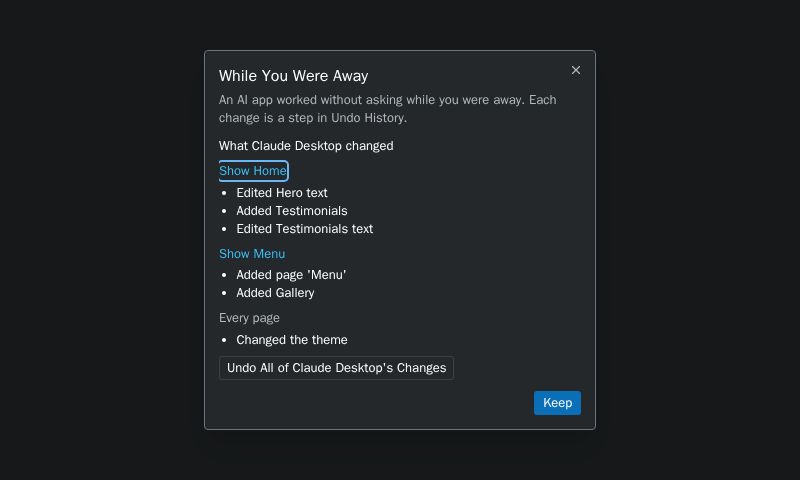 While You Were Away
An AI app worked without asking while you were away. Each
change is a step in Undo History.
What Claude Desktop changed
Show Home
• Edited Hero text
• Added Testimonials
• Edited Testimonials text
Show Menu
• Added page 'Menu'
• Added Gallery
Every page
• Changed the theme
Undo All of Claude Desktop's Changes
Keep